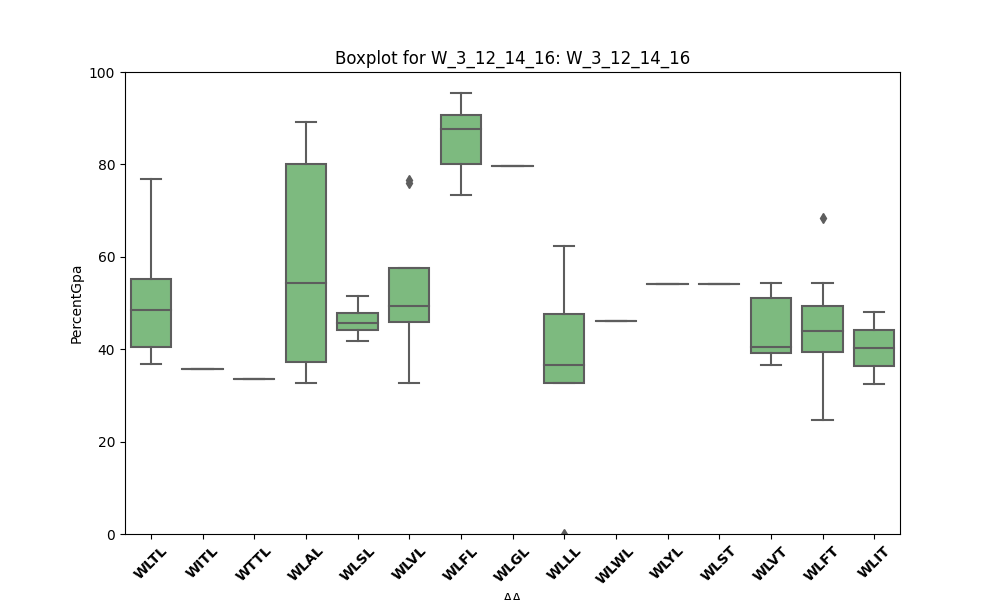 Boxplot for W_3_12_14_16: W_3_12_14_16
100
80
60
40
20
0
PercentGpa
WLTL WITL WTTL WLAL WLSL WLVL WLFL WLGL WLLL WLWL WLYL WLST WLVT WLFT WLIT
AA